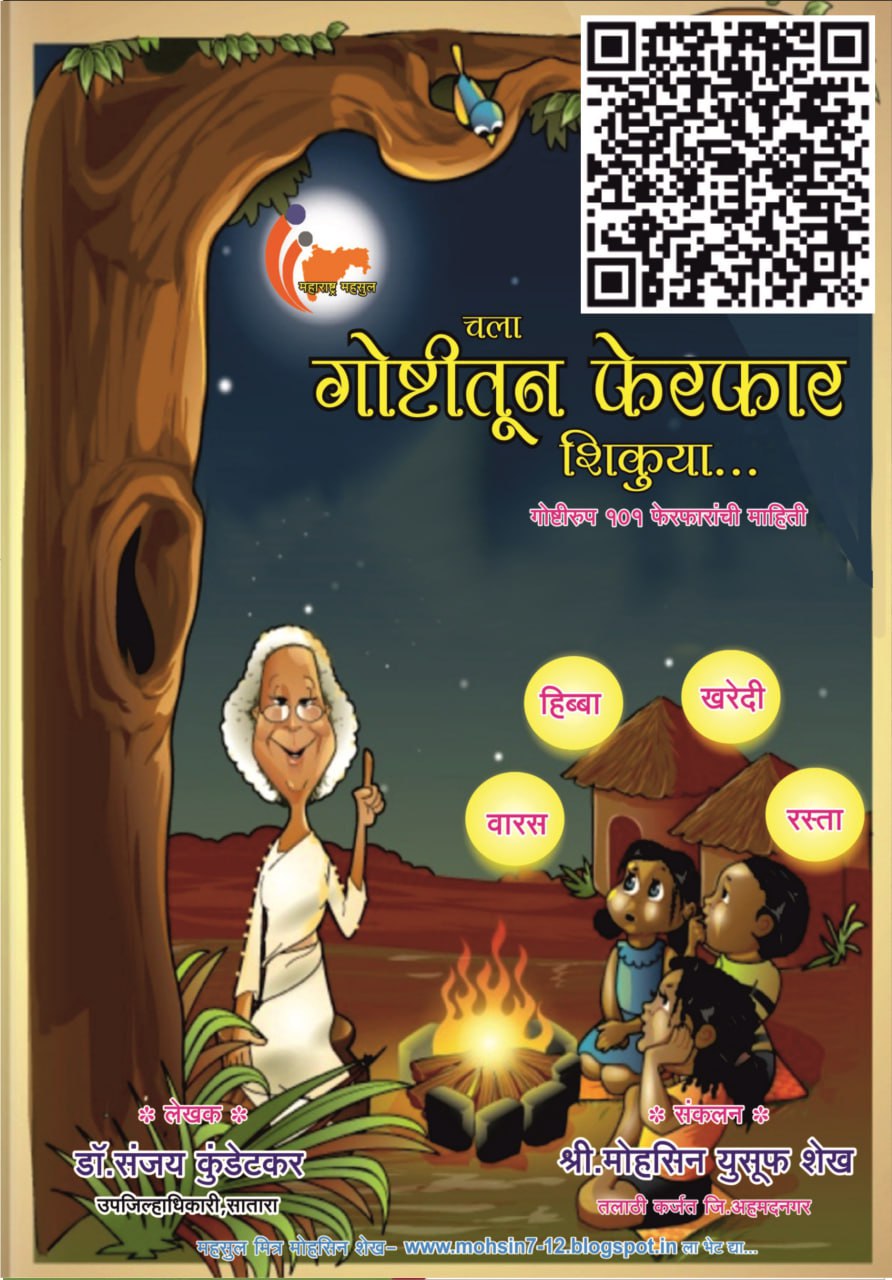 महाराष्ट्र महसुल
चला
गोष्टीतून फेरफार
शिकुया...
गोष्टीरुप १०१ फेरफारांची माहिती
हिब्बा
खरेदी
वारस
रस्ता
* लेखक *
डॉ.संजय कुंडेटकर
उपजिल्हाधिकारी,सातारा
* संकलन *
श्री.मोहसिन युसूफ शेख
तलाठी कर्जत जि.अहमदनगर
महसुल मित्र मोहसिन शेख- www.mohsin7-12.blogspot.in ला भेट द्या...